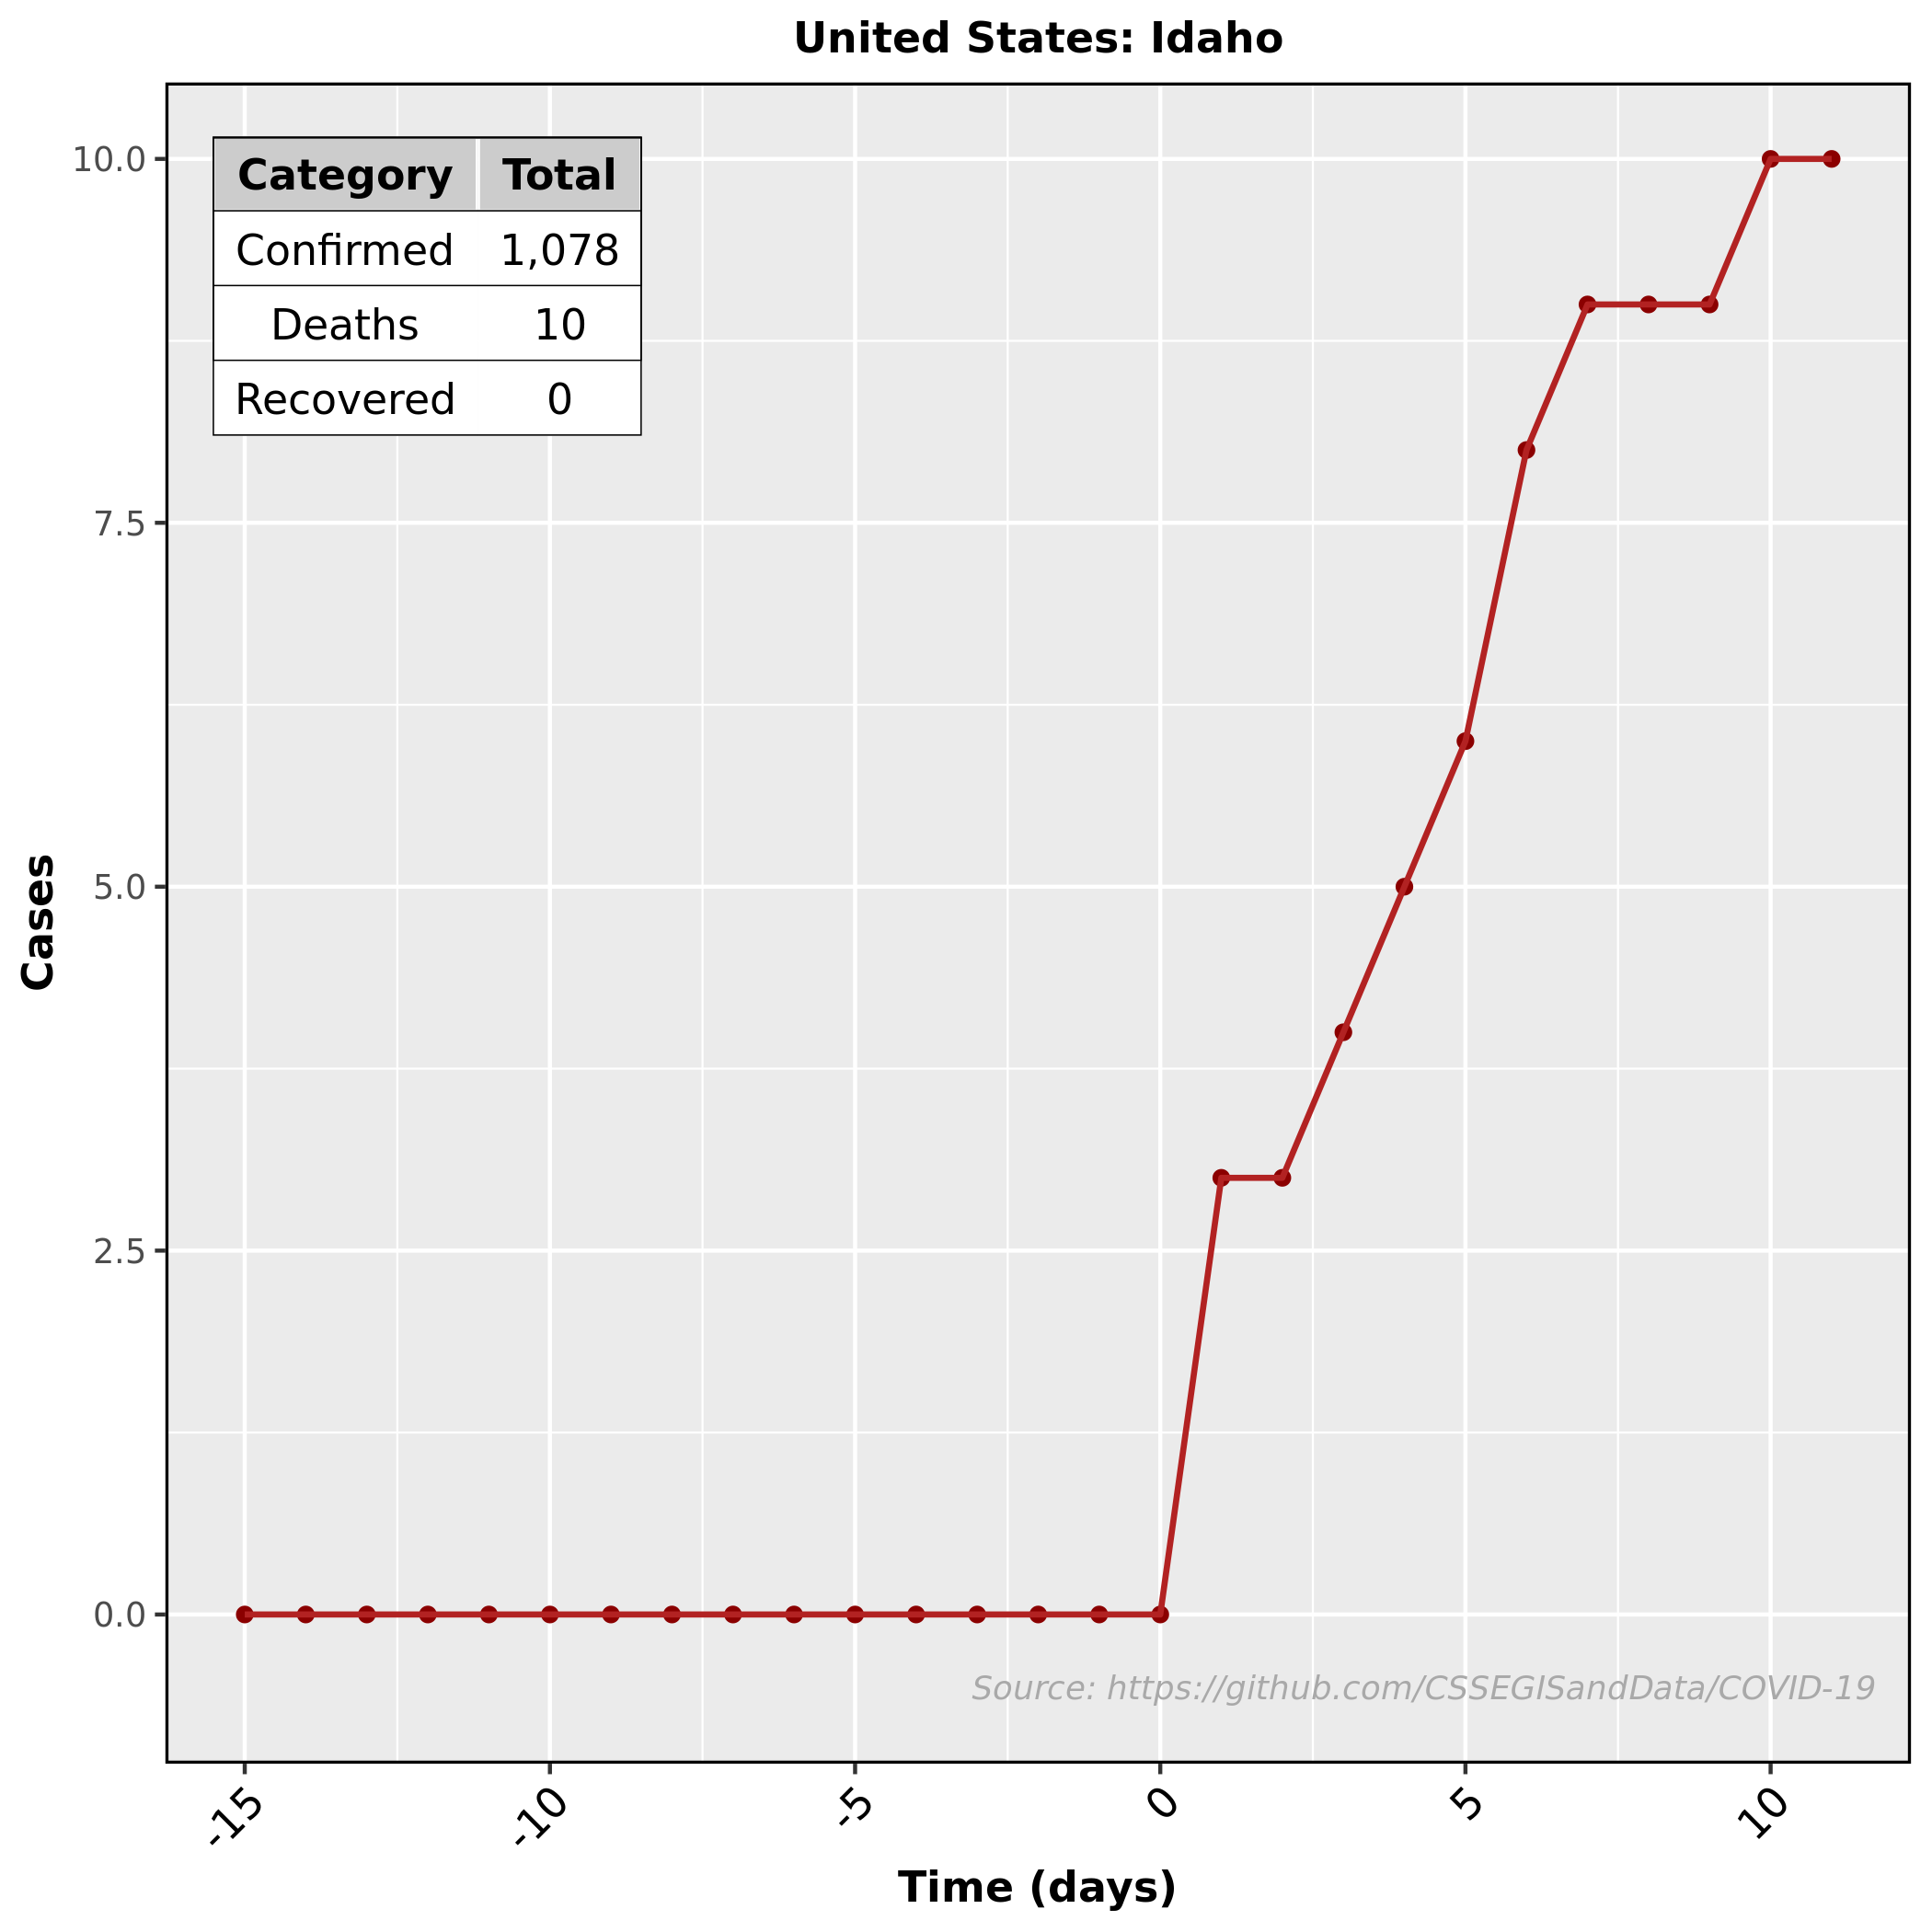 United States: Idaho
Category Total
Confirmed 1,078
Deaths 10
Recovered 0
10.0
7.5
5.0
2.5
0.0
Cases
Source: https://github.com/CSSEGISandData/COVID-19
-15 -10 -5 0 5 10
Time (days)